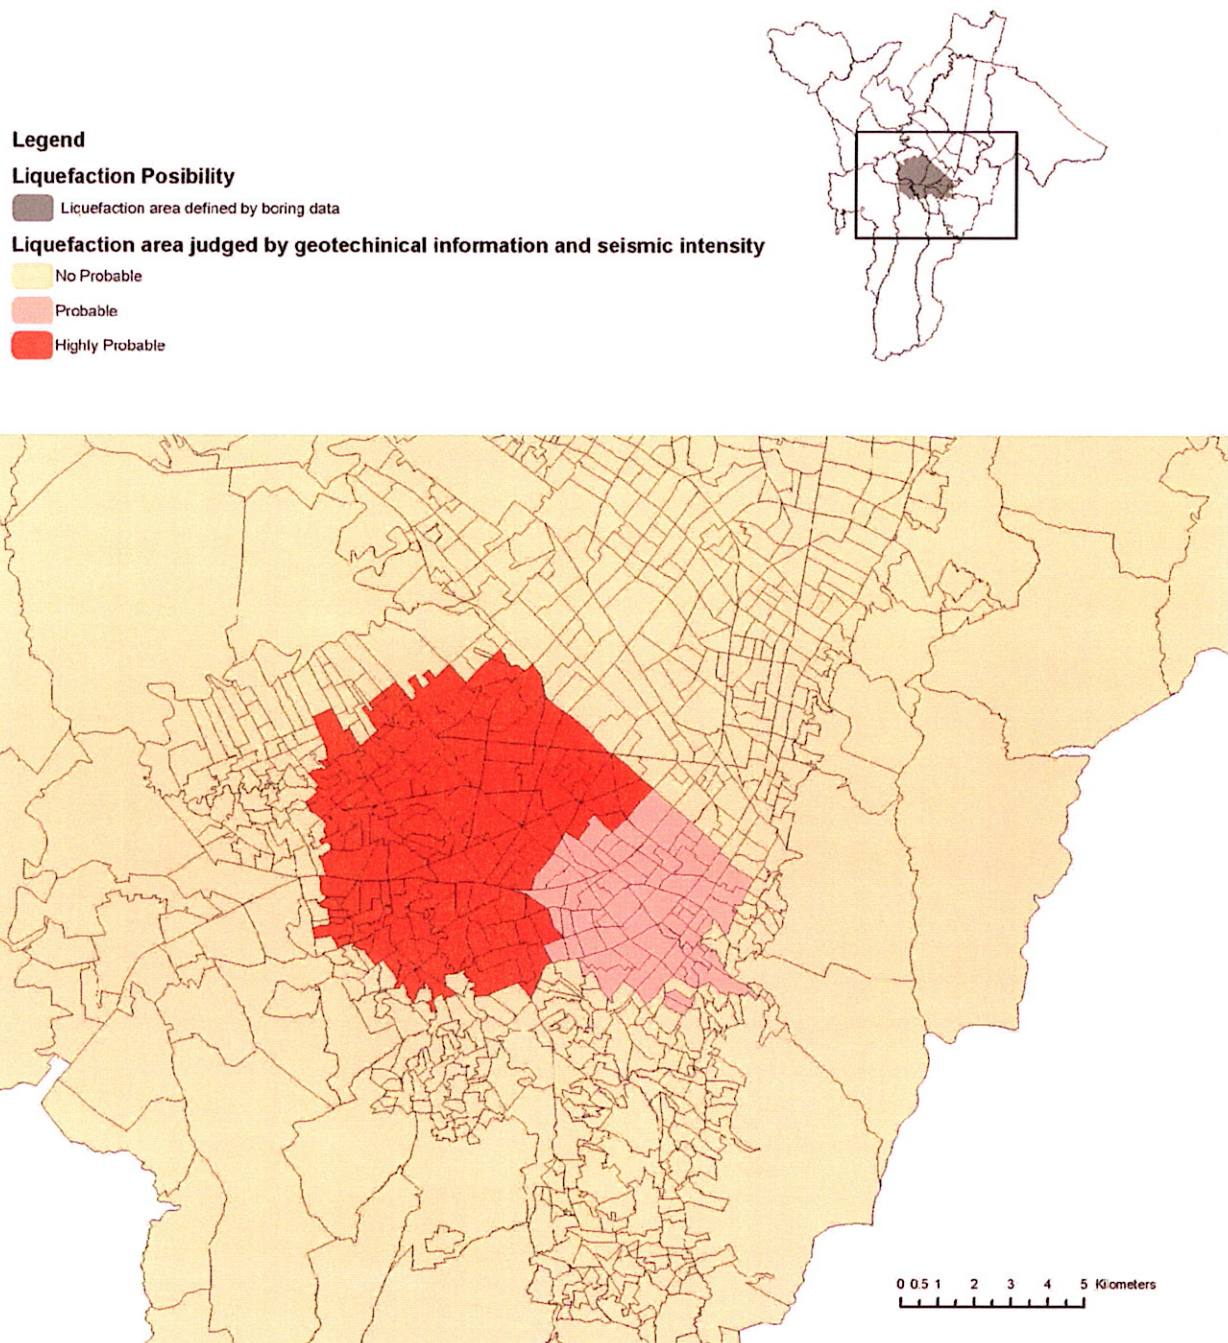 Legend
Liquefaction Posibility
Licuefaction area defined by boring data
Liquefaction area judged by geotechinical information and seismic intensity
No Probable
Probable
Highly Probable
0 0.5 1 2 3 4 5 Kilometers